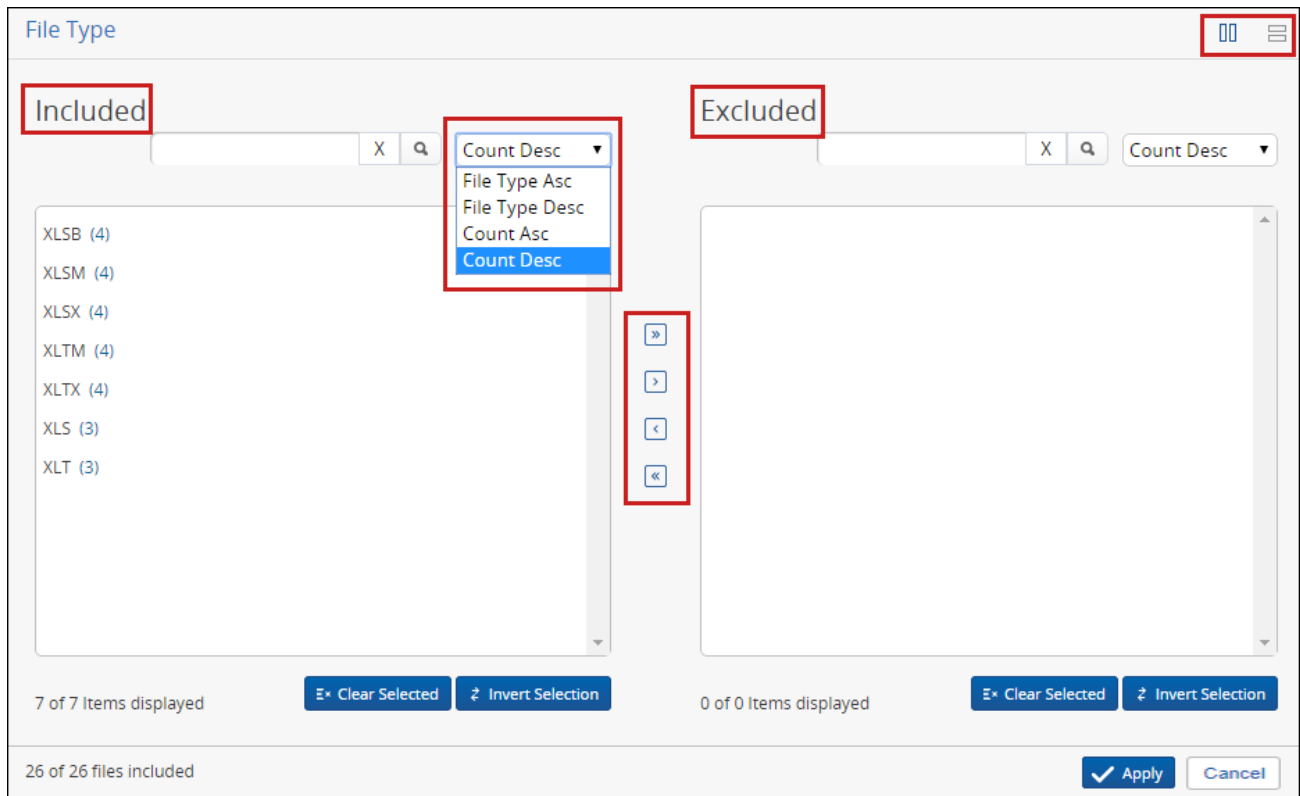 File Type
Included
Excluded
X
Count Desc
X
Count Desc
File Type Asc
File Type Desc
Count Asc
Count Desc
XLSB (4)
XLSM (4)
XLSX (4)
XLTM (4)
XLTX (4)
XLS (3)
XLT (3)
7 of 7 Items displayed
Clear Selected
Invert Selection
0 of 0 Items displayed
Clear Selected
Invert Selection
26 of 26 files included
Apply
Cancel